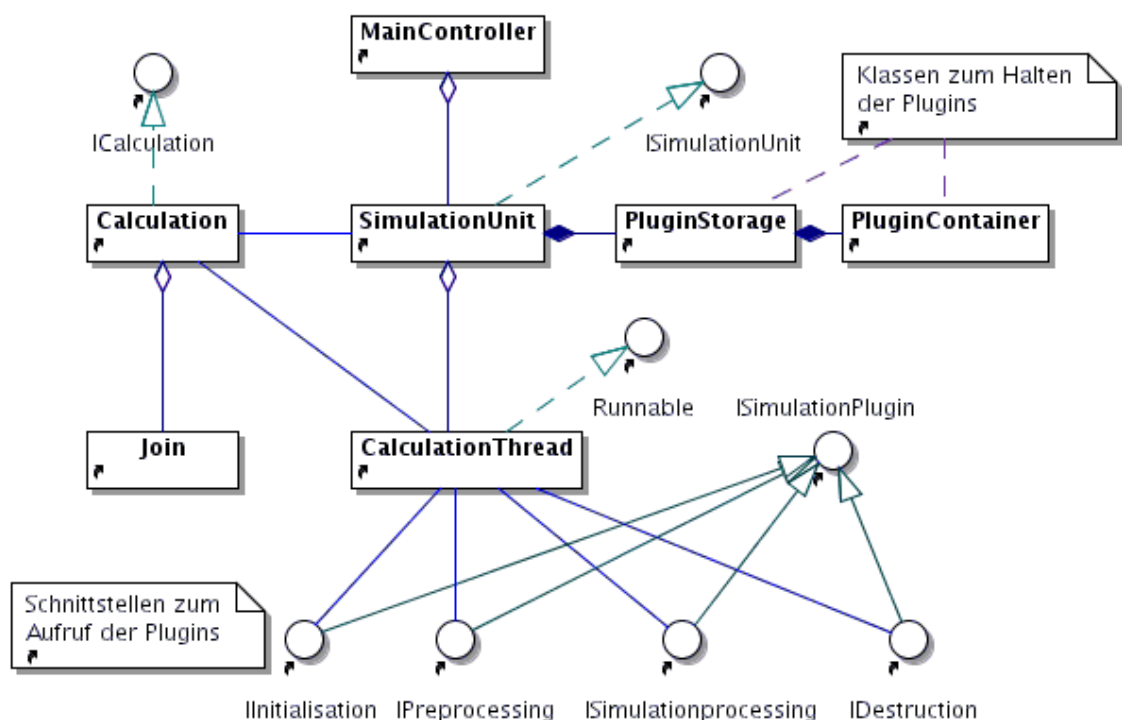 MainController
Klassen zum Halten
der Plugins
ICalculation
ISimulationUnit
Calculation
SimulationUnit
PluginStorage
PluginContainer
Runnable
ISimulationPlugin
Join
CalculationThread
Schnittstellen zum
Aufruf der Plugins
IInitialisation
IPreprocessing
ISimulationprocessing
IDestruction